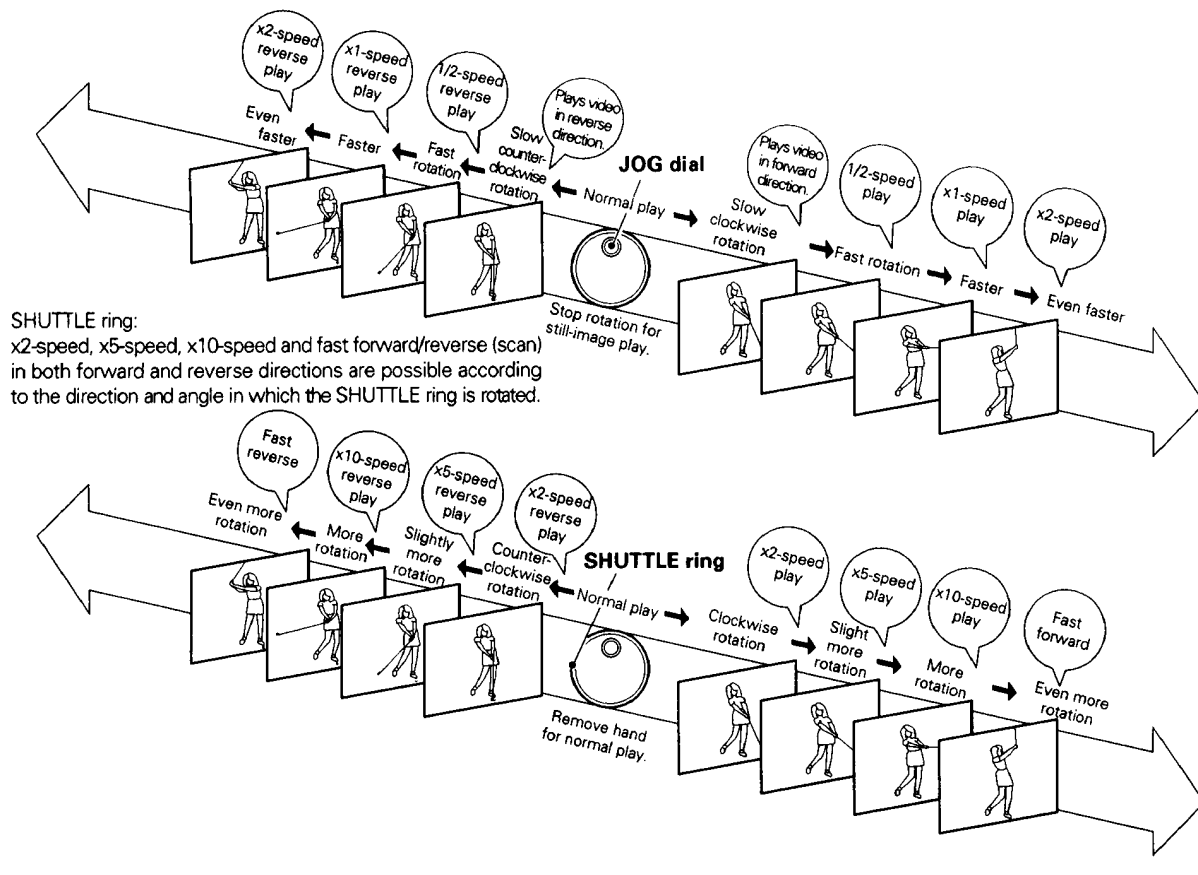 x2-speed
reverse
play
x1-speed
reverse
play
1/2-speed
reverse
play
Plays video
in reverse
direction.
Even
faster
Faster
Fast
rotation
Slow
counter-
clockwise
rotation
JOG dial
Normal play
Slow
clockwise
rotation
Plays video
in forward
direction.
1/2-speed
play
x1-speed
play
x2-speed
play
Fast rotation
Faster
Even faster
Stop rotation for
still-image play.
SHUTTLE ring:
x2-speed, x5-speed, x10-speed and fast forward/reverse (scan)
in both forward and reverse directions are possible according
to the direction and angle in which the SHUTTLE ring is rotated.
Fast
reverse
x10-speed
reverse
play
x5-speed
reverse
play
x2-speed
reverse
play
Even more
rotation
More
rotation
Slightly
more
rotation
Counter-
clockwise
rotation
SHUTTLE ring
Normal play
Clockwise
rotation
x2-speed
play
x5-speed
play
x10-speed
play
Fast
forward
Slight
more
rotation
More
rotation
Even more
rotation
Remove hand
for normal play.